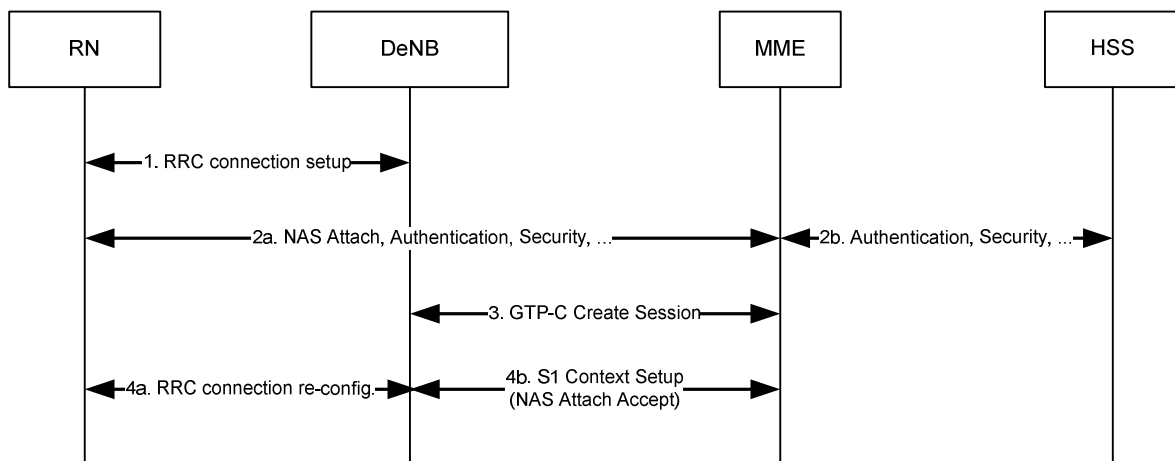 RN
DeNB
MME
HSS
1. RRC connection setup
2a. NAS Attach, Authentication, Security, ...
2b. Authentication, Security, ...
3. GTP-C Create Session
4a. RRC connection re-config.
4b. S1 Context Setup
(NAS Attach Accept)